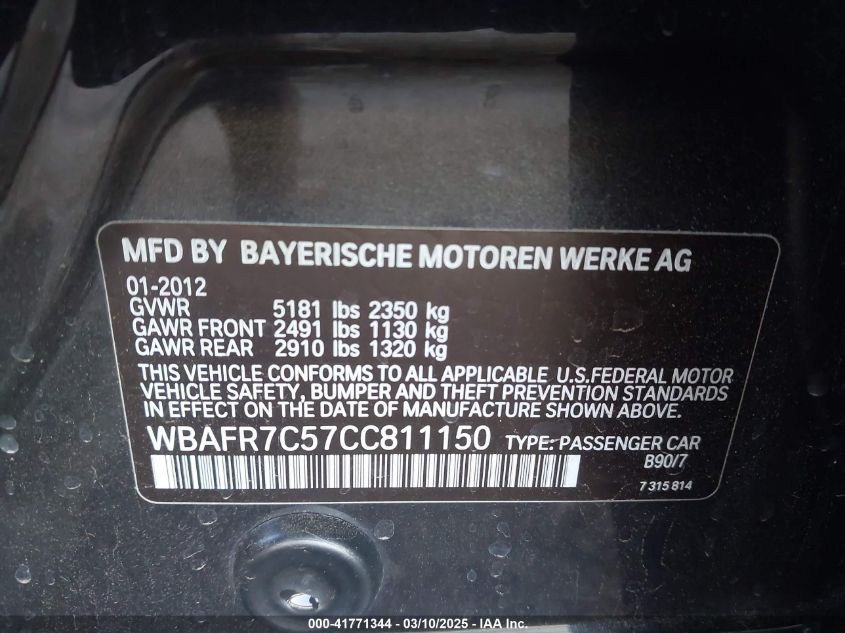 MFD BY BAYERISCHE MOTOREN WERKE AG
01-2012
GVWR 5181 lbs 2350 kg
GAWR FRONT 2491 lbs 1130 kg
GAWR REAR 2910 lbs 1320 kg
THIS VEHICLE CONFORMS TO ALL APPLICABLE U.S.FEDERAL MOTOR
VEHICLE SAFETY, BUMPER AND THEFT PREVENTION STANDARDS
IN EFFECT ON THE DATE OF MANUFACTURE SHOWN ABOVE.
WBAFR7C57CC811150 TYPE: PASSENGER CAR
B90/7
7 315 814
000-41771344 | 03/10/2025 - IAA Inc.